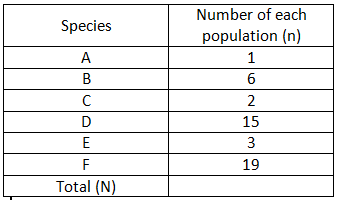 Species Number of each
population (n)
A 1
B 6
C 2
D 15
E 3
F 19
Total (N)